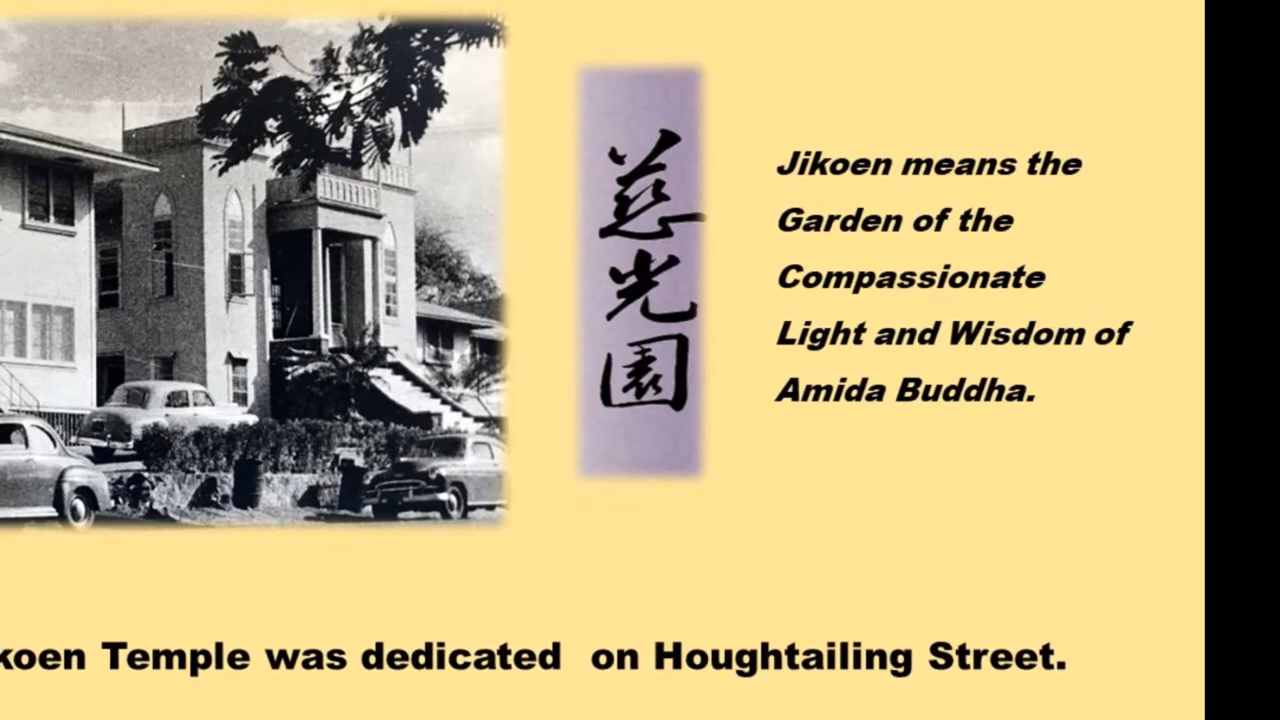 慈光園
Jikoen means the
Garden of the
Compassionate
Light and Wisdom of
Amida Buddha.
koen Temple was dedicated on Houghtailing Street.